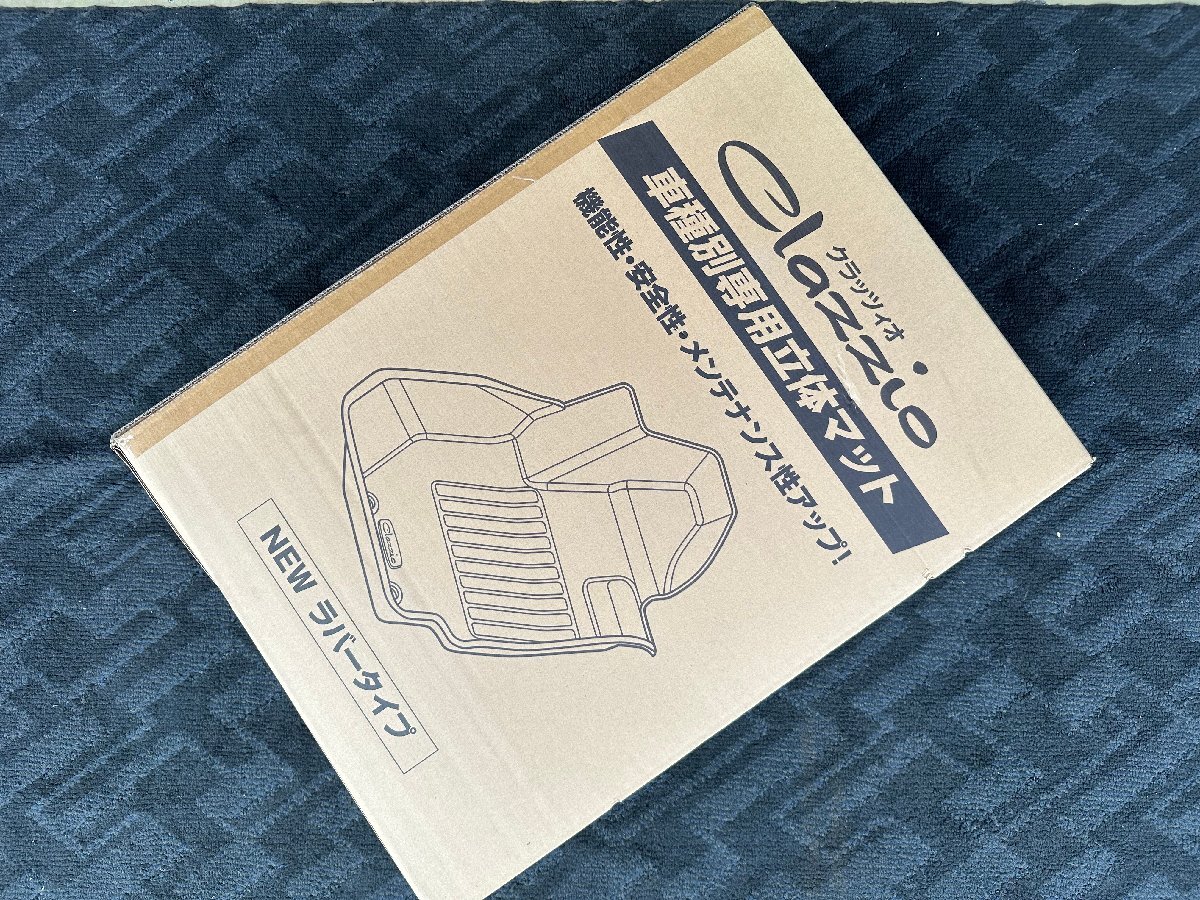 クラッツィオ
Clazzio
車種別専用立体マット
機能性・安全性・メンテナンス性アップ!
Clazzio
NEW ラバータイプ